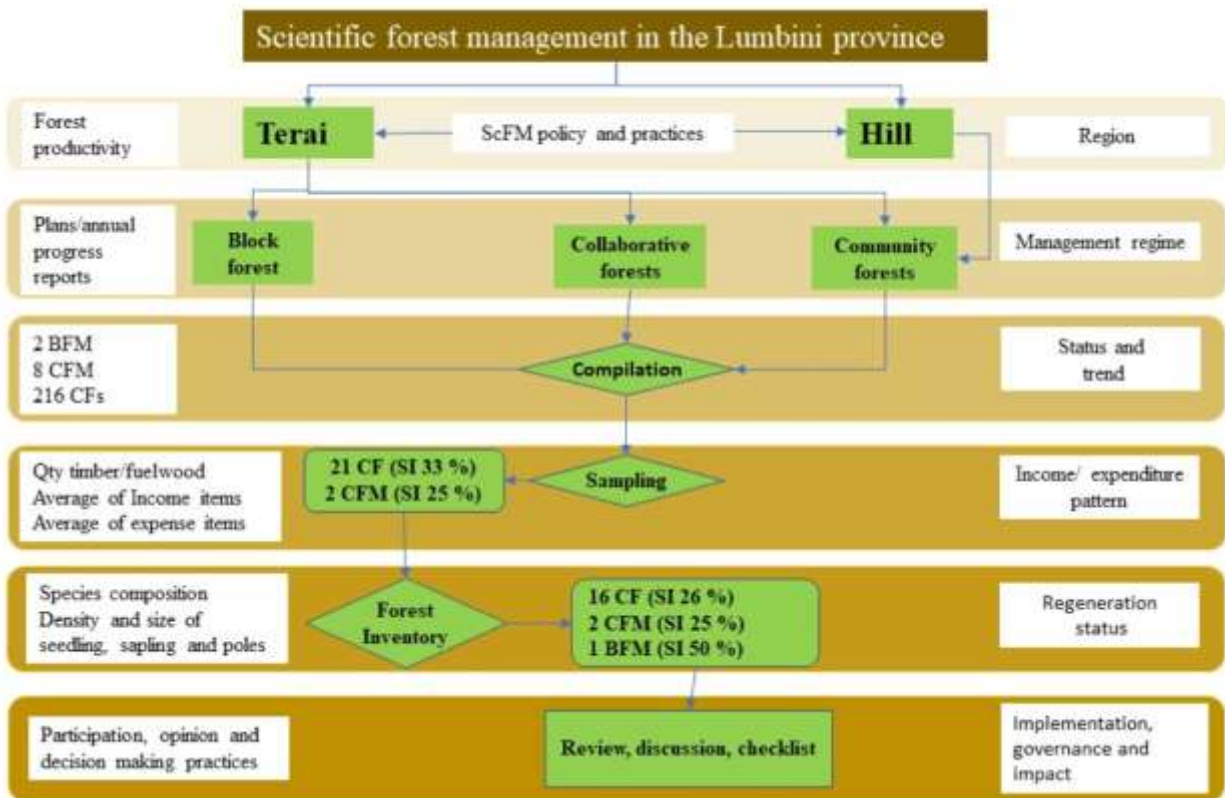 Scientific forest management in the Lumbini province
Forest
productivity
Terai
ScFM policy and practices
Hill
Region
Plans/annual
progress
reports
Block
forest
Collaborative
forests
Community
forests
Management regime
2 BFM
8 CFM
216 CFs
Compilation
Status and
trend
Qty timber/fuelwood
Average of Income items
Average of expense items
21 CF (SI 33 %)
2 CFM (SI 25 %)
Sampling
Income/ expenditure
pattern
Species composition
Density and size of
seedling, sapling and poles
Forest
Inventory
16 CF (SI 26 %)
2 CFM (SI 25 %)
1 BFM (SI 50 %)
Regeneration
status
Participation, opinion and
decision making practices
Review, discussion, checklist
Implementation,
governance and
impact